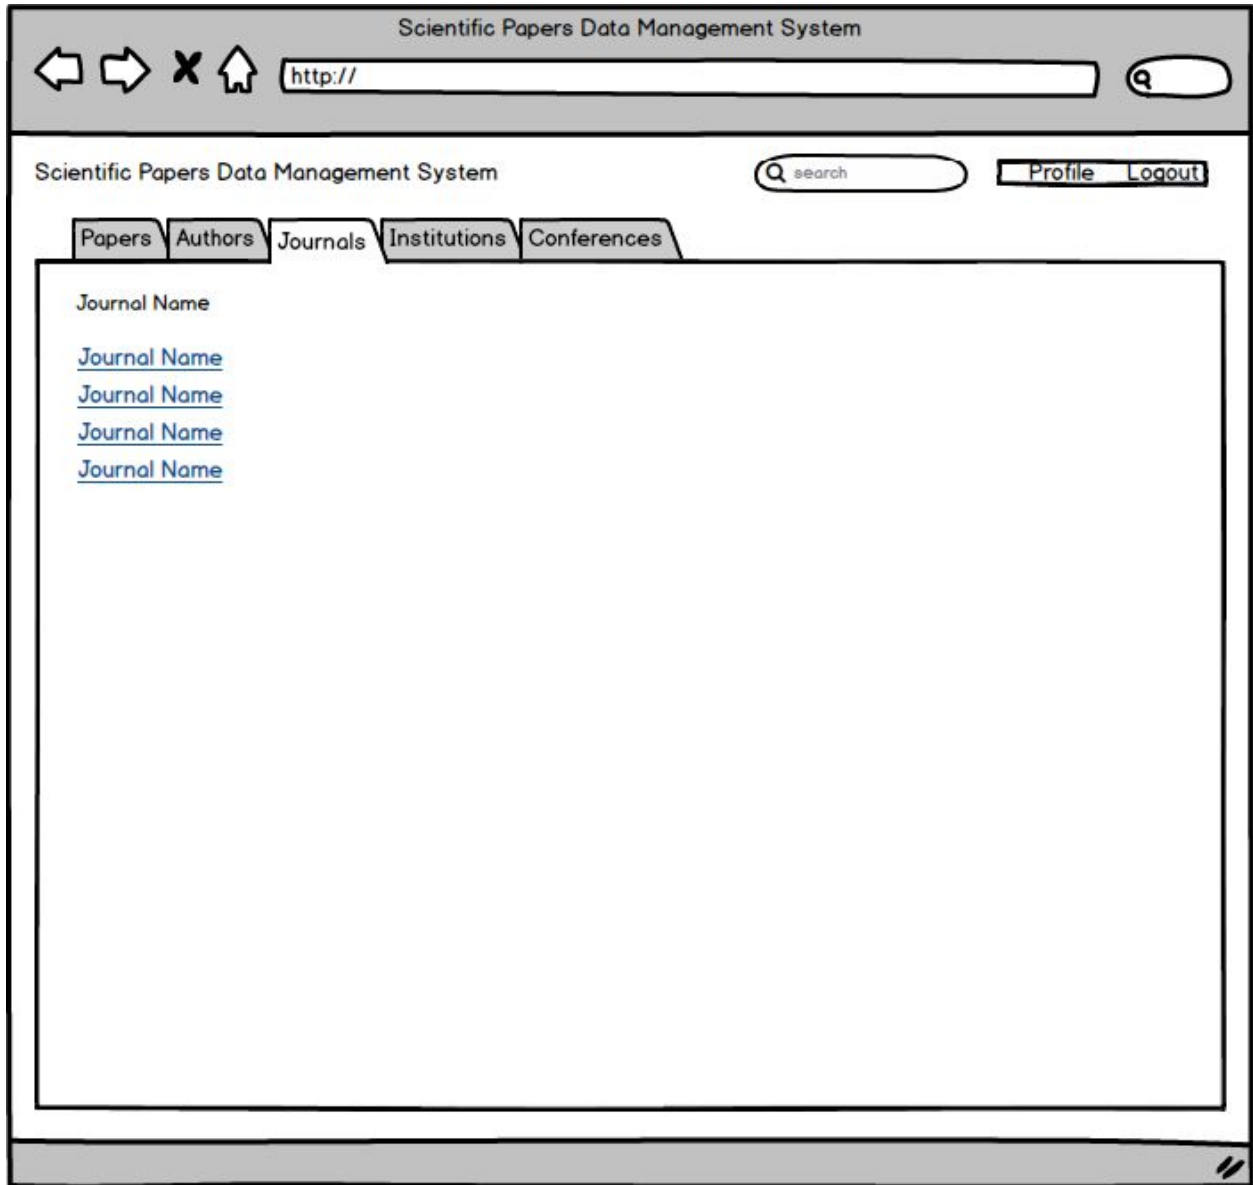 Scientific Papers Data Management System
http://
Scientific Papers Data Management System
search
Profile Logout
Papers Authors Journals Institutions Conferences
Journal Name
Journal Name
Journal Name
Journal Name
Journal Name